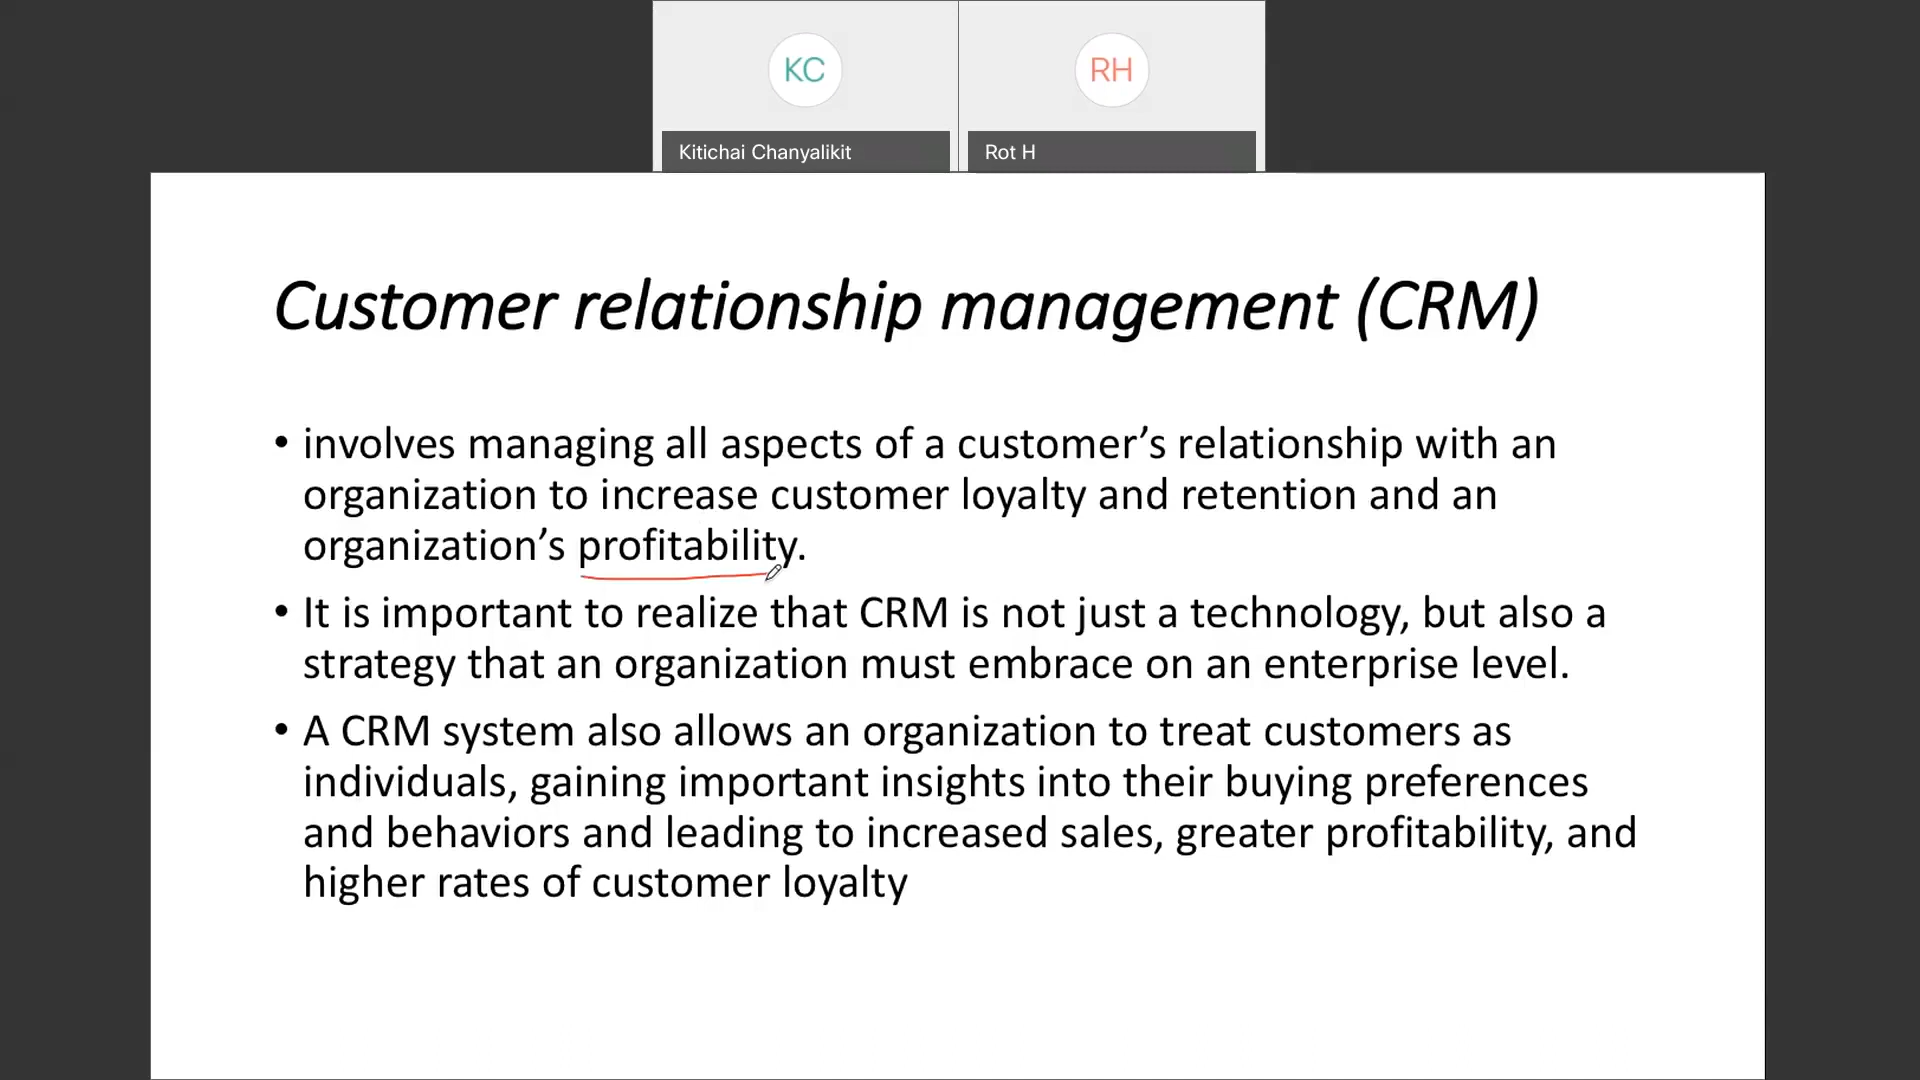 KC
RH
Kitichai Chanyalikit
Rot H
Customer relationship management (CRM)
• involves managing all aspects of a customer’s relationship with an
organization to increase customer loyalty and retention and an
organization’s profitability.
• It is important to realize that CRM is not just a technology, but also a
strategy that an organization must embrace on an enterprise level.
• A CRM system also allows an organization to treat customers as
individuals, gaining important insights into their buying preferences
and behaviors and leading to increased sales, greater profitability, and
higher rates of customer loyalty